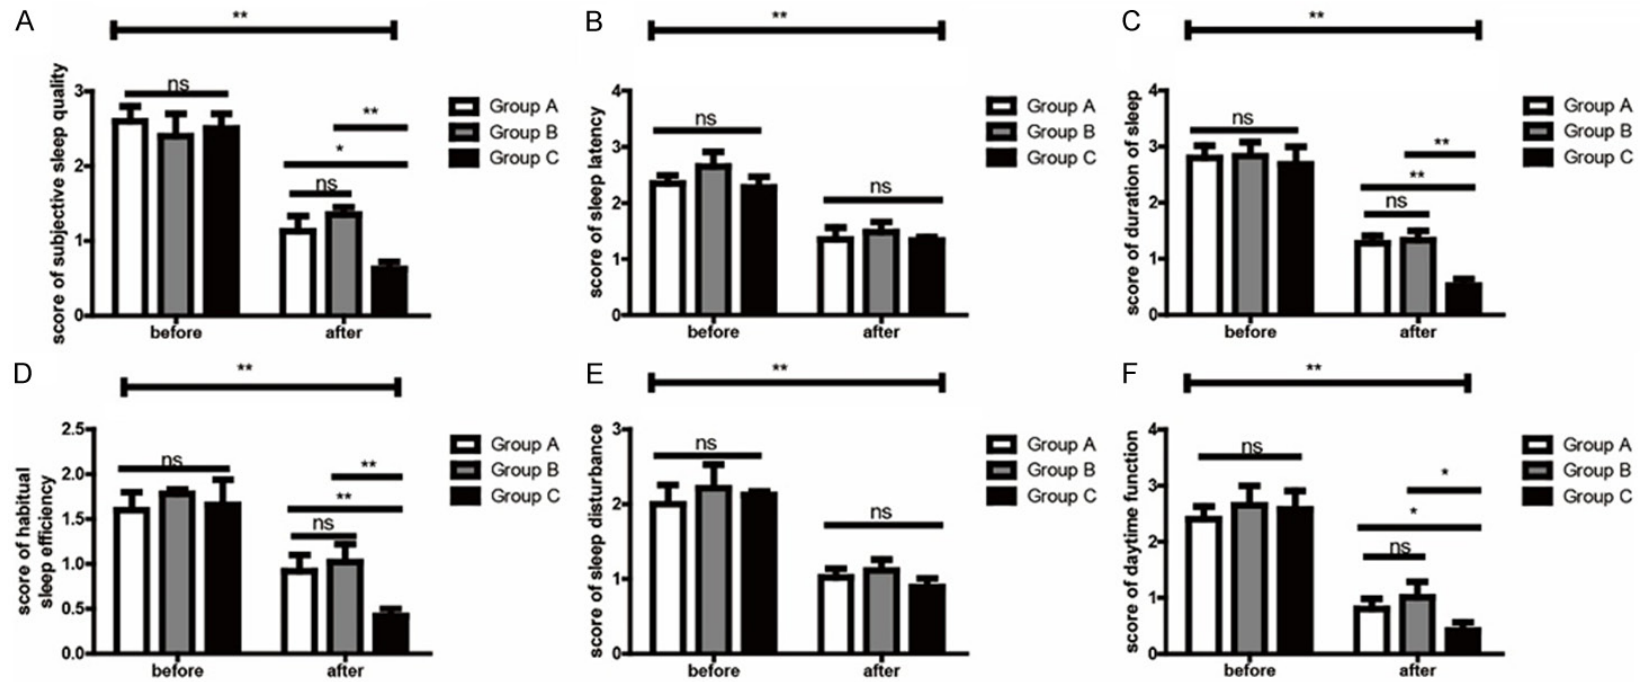 A
**
score of subjective sleep quality
3
2
1
0
ns
**
*
ns
before
after
Group A
Group B
Group C
B
**
score of sleep latency
4
3
2
1
0
ns
ns
before
after
Group A
Group B
Group C
C
**
score of duration of sleep
4
3
2
1
0
ns
**
**
ns
before
after
Group A
Group B
Group C
D
**
score of habitual
sleep efficiency
2.5
2.0
1.5
1.0
0.5
0.0
ns
**
**
ns
before
after
Group A
Group B
Group C
E
**
score of sleep disturbance
3
2
1
0
ns
ns
before
after
Group A
Group B
Group C
F
**
score of daytime function
4
3
2
1
0
ns
*
*
ns
before
after
Group A
Group B
Group C